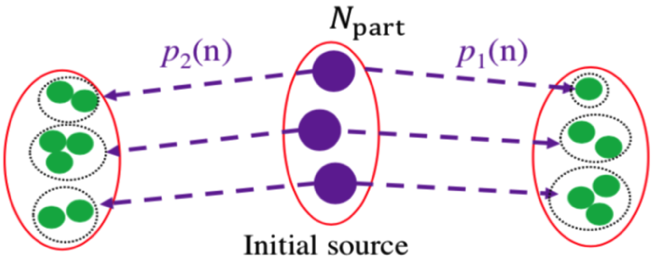 N_part
p_2(n)
p_1(n)
Initial source